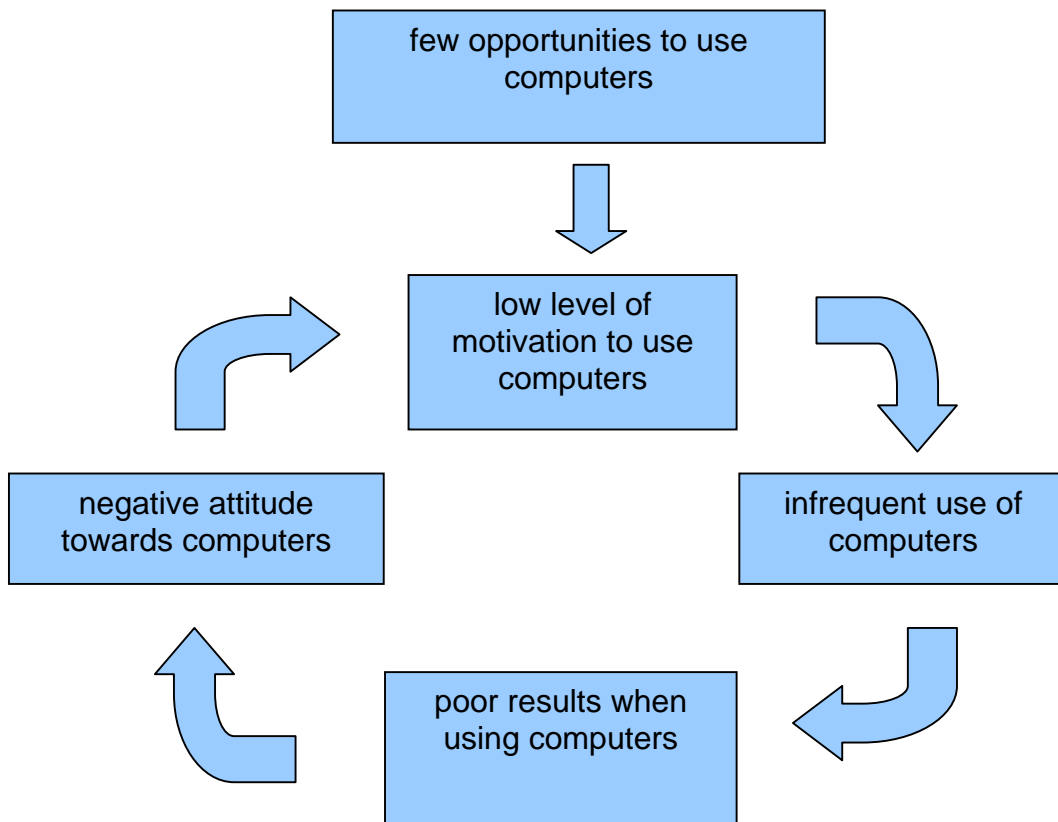 few opportunities to use
computers
low level of
motivation to use
computers
negative attitude
towards computers
infrequent use of
computers
poor results when
using computers